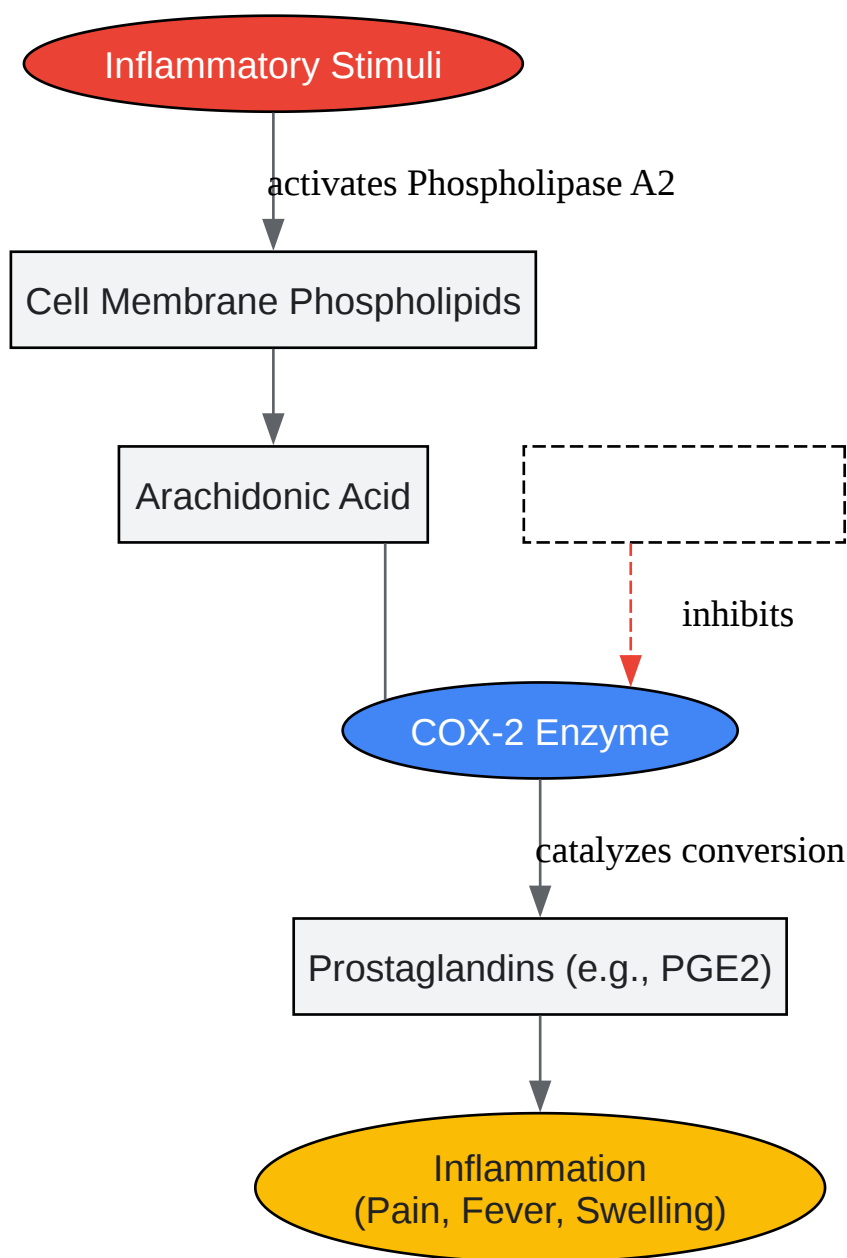 Inflammatory Stimuli
activates Phospholipase A2
Cell Membrane Phospholipids
Arachidonic Acid
inhibits
COX-2 Enzyme
catalyzes conversion
Prostaglandins (e.g., PGE2)
Inflammation
(Pain, Fever, Swelling)